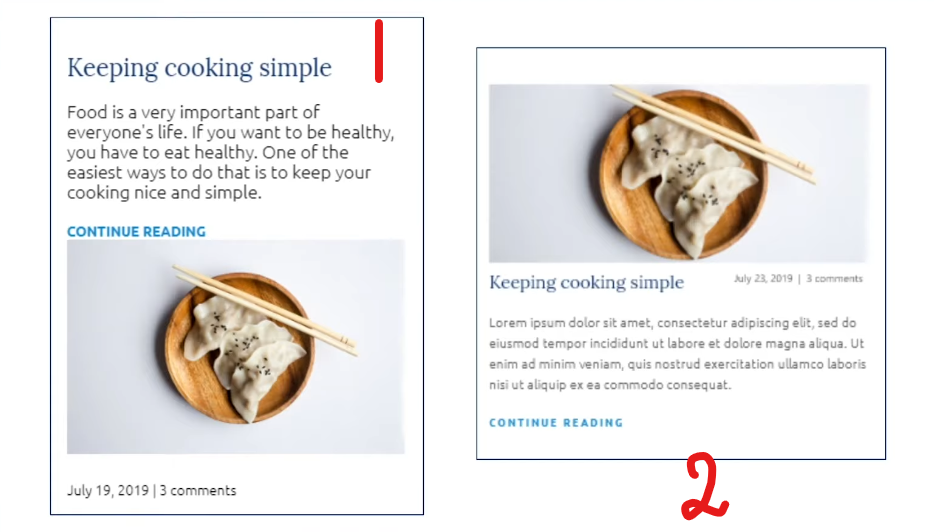 1
Keeping cooking simple
Food is a very important part of
everyone's life. If you want to be healthy,
you have to eat healthy. One of the
easiest ways to do that is to keep your
cooking nice and simple.
CONTINUE READING
July 19, 2019 | 3 comments
Keeping cooking simple
July 23, 2019 | 3 comments
Lorem ipsum dolor sit amet, consectetur adipiscing elit, sed do
eiusmod tempor incididunt ut labore et dolore magna aliqua. Ut
enim ad minim veniam, quis nostrud exercitation ullamco laboris
nisi ut aliquip ex ea commodo consequat.
CONTINUE READING
2